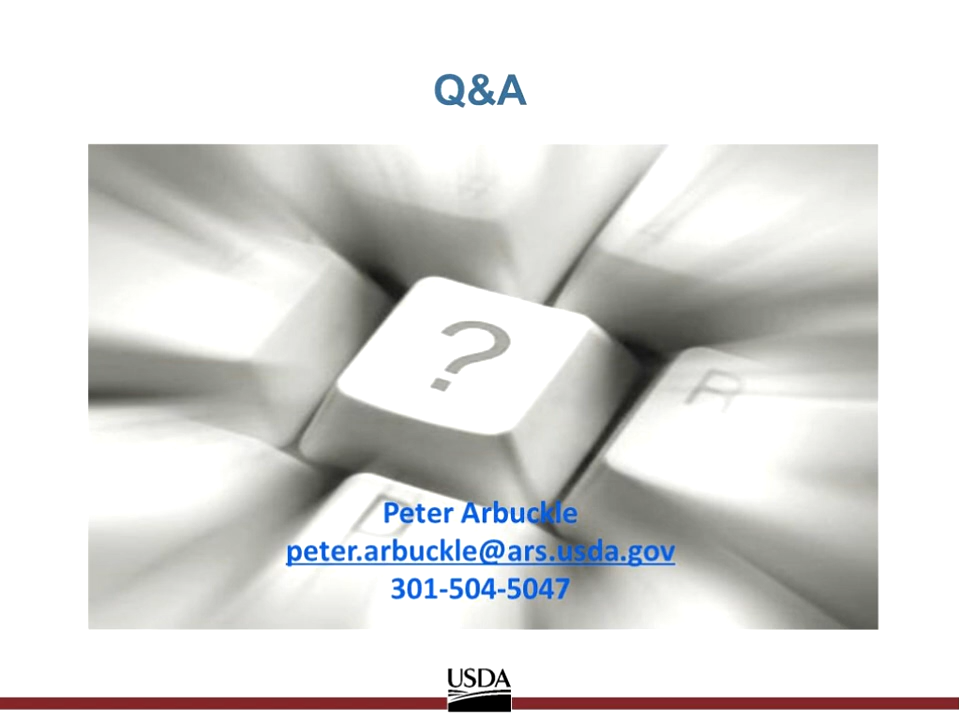 Q&A
?
R
Peter Arbuckle
peter.arbuckle@ars.usda.gov
301-504-5047
USDA